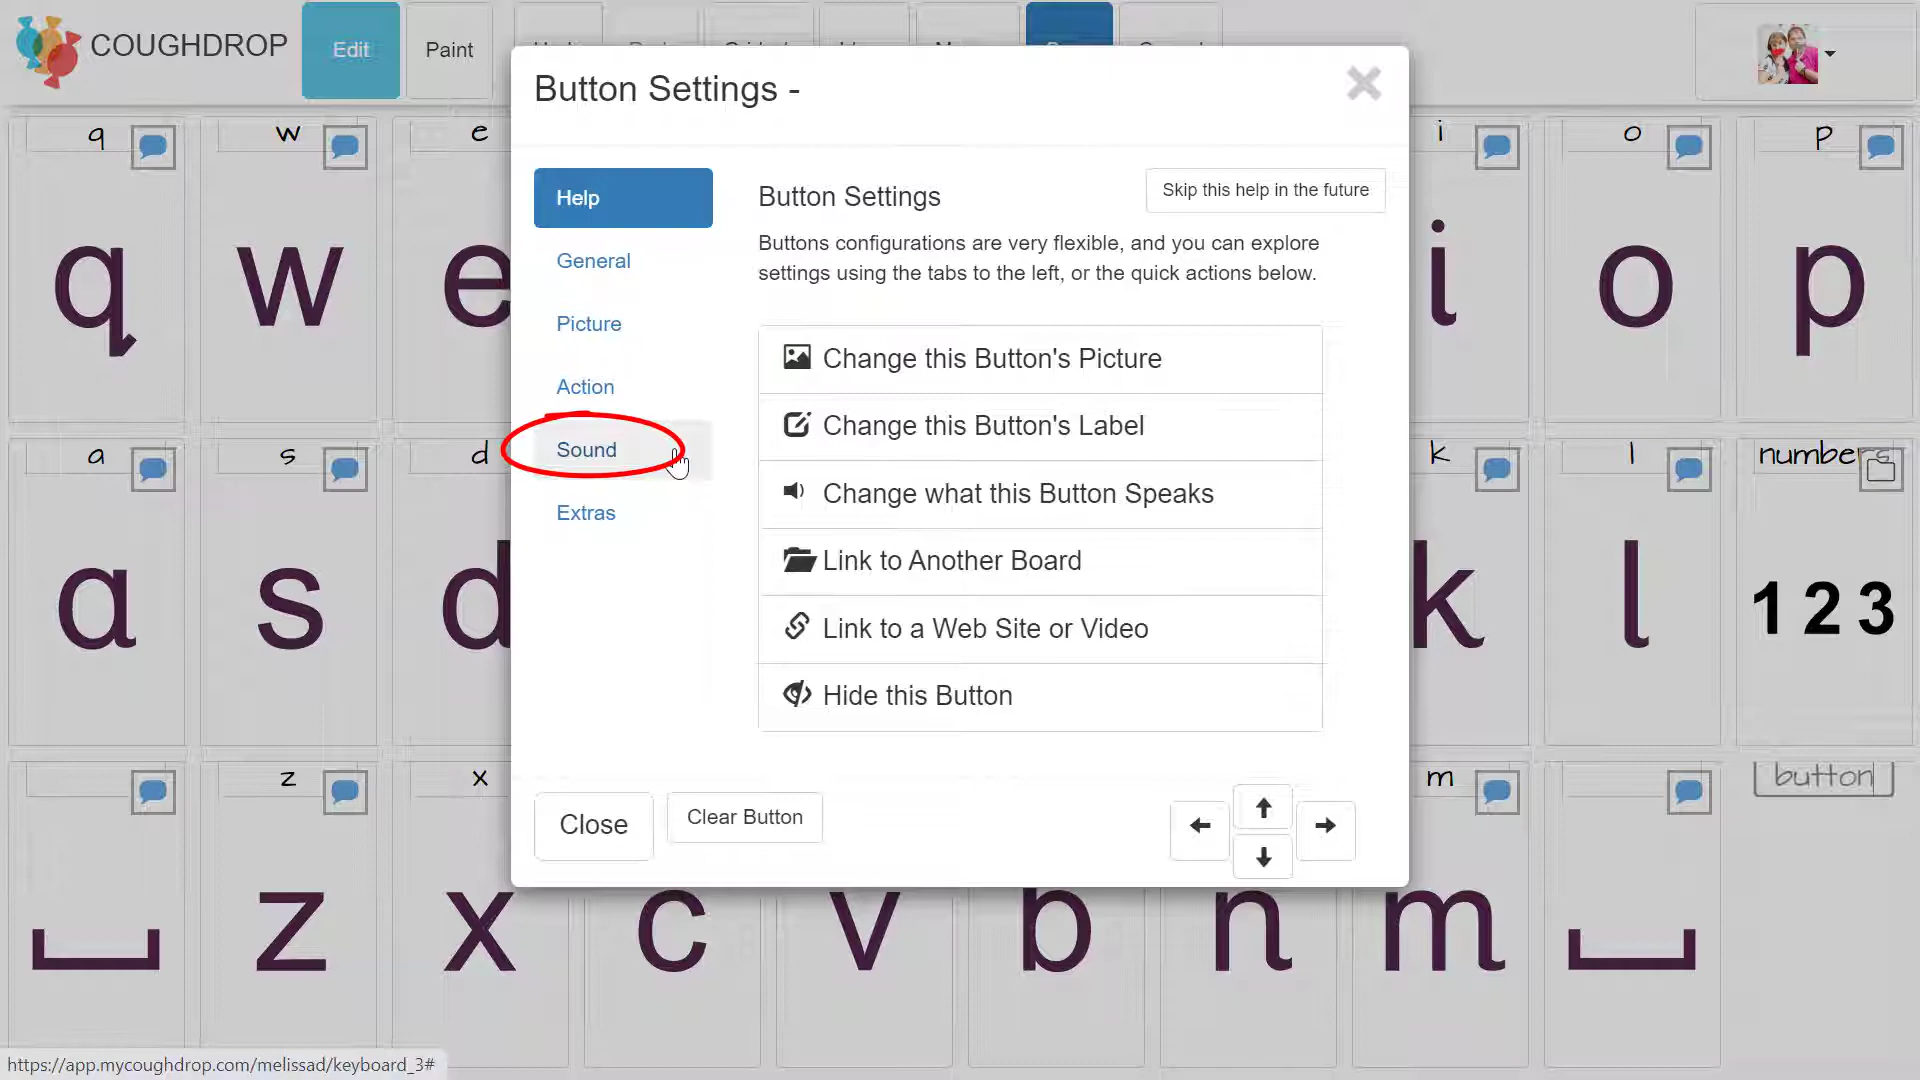 COUGHDROP
Edit
Paint
Button Settings -
Help
General
Picture
Action
Sound
Extras
Button Settings
Skip this help in the future
Buttons configurations are very flexible, and you can explore
settings using the tabs to the left, or the quick actions below.
Change this Button's Picture
Change this Button's Label
Change what this Button Speaks
Link to Another Board
Link to a Web Site or Video
Hide this Button
Close
Clear Button
q w e i o p
q w e i o p
a s d k l numbers
a s d k l 123
z x m button
z x c v b n m
https://app.mycoughdrop.com/melissad/keyboard_3#